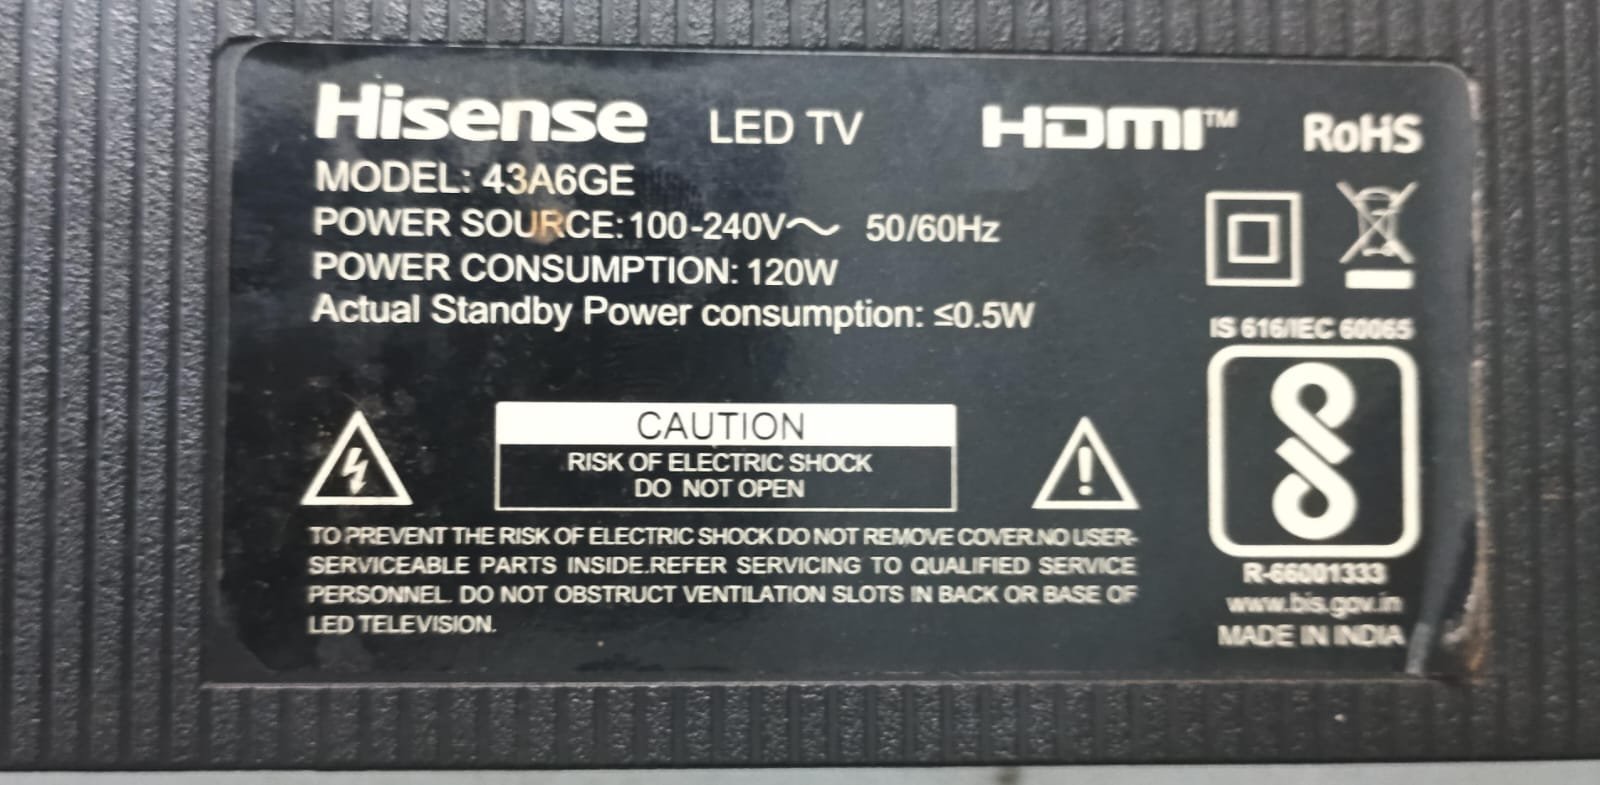 Hisense LED TV HDMI™ RoHS
MODEL: 43A6GE
POWER SOURCE: 100-240V～ 50/60Hz
POWER CONSUMPTION: 120W
Actual Standby Power consumption: ≤0.5W
IS 616/IEC 60065
CAUTION
RISK OF ELECTRIC SHOCK
DO NOT OPEN
TO PREVENT THE RISK OF ELECTRIC SHOCK DO NOT REMOVE COVER.NO USER-
SERVICEABLE PARTS INSIDE.REFER SERVICING TO QUALIFIED SERVICE
PERSONNEL. DO NOT OBSTRUCT VENTILATION SLOTS IN BACK OR BASE OF
LED TELEVISION.
R-66001333
www.bis.gov.in
MADE IN INDIA